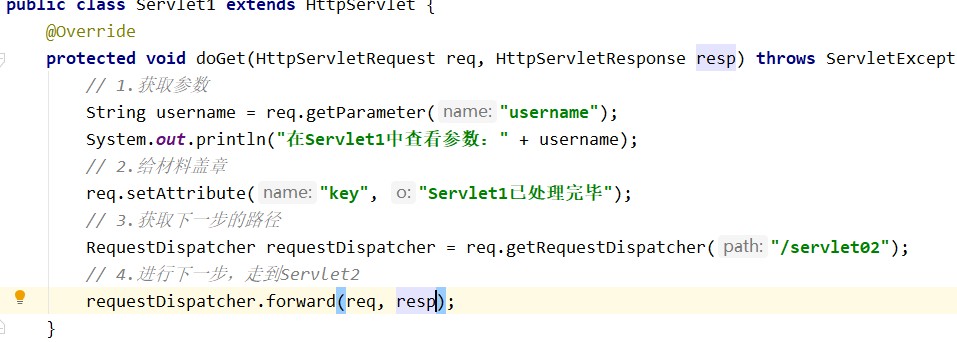 public class Servlet1 extends HttpServlet {
@Override
protected void doGet(HttpServletRequest req, HttpServletResponse resp) throws ServletExcept
// 1.获取参数
String username = req.getParameter( name: "username");
System.out.println("在Servlet1中查看参数：" + username);
// 2.给材料盖章
req.setAttribute( name: "key", o: "Servlet1已处理完毕");
// 3.获取下一步的路径
RequestDispatcher requestDispatcher = req.getRequestDispatcher( path: "/servlet02");
// 4.进行下一步，走到Servlet2
requestDispatcher.forward(req, resp);
}